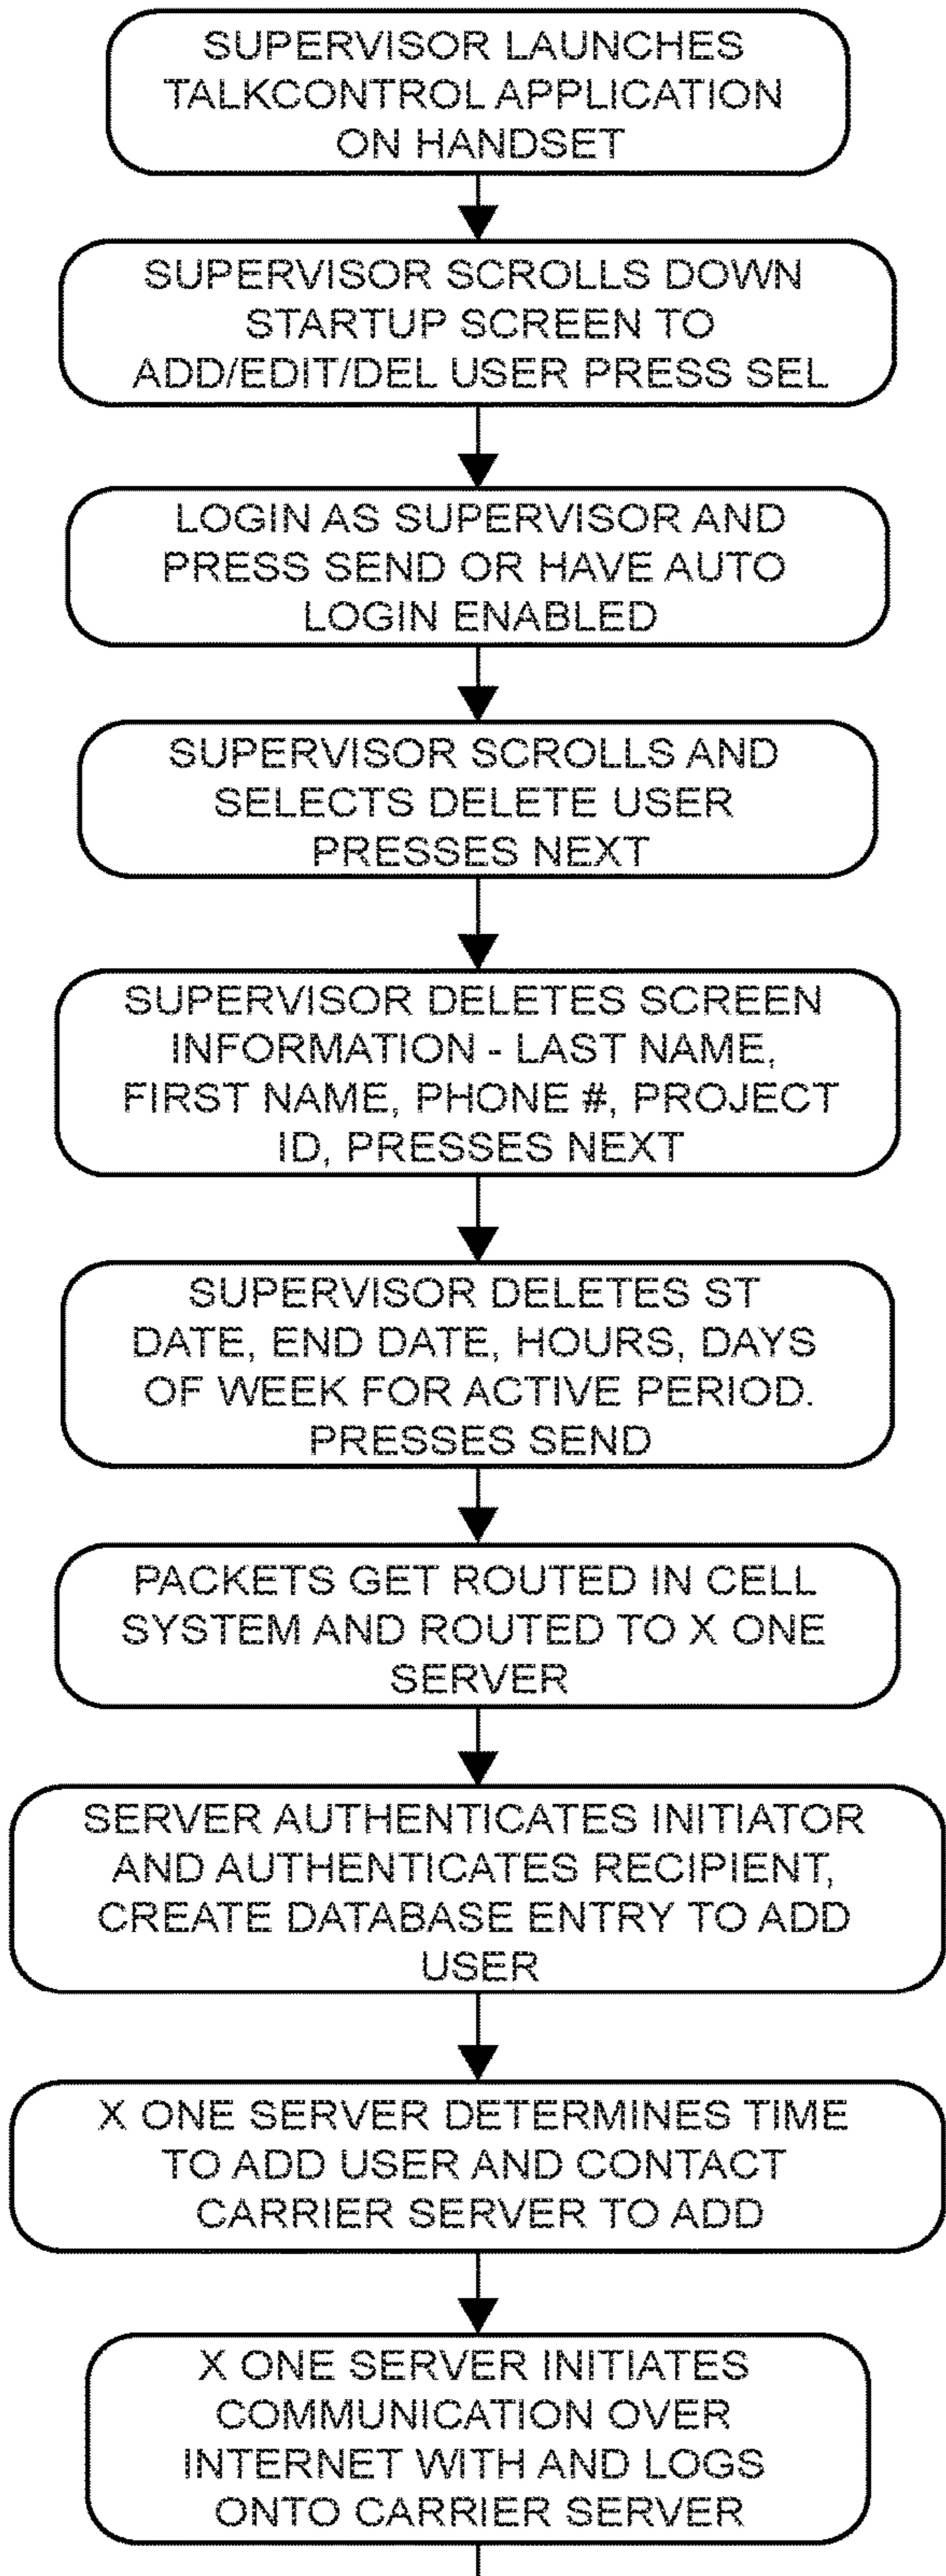 SUPERVISOR LAUNCHES
TALKCONTROL APPLICATION
ON HANDSET
SUPERVISOR SCROLLS DOWN
STARTUP SCREEN TO
ADD/EDIT/DEL USER PRESS SEL
LOGIN AS SUPERVISOR AND
PRESS SEND OR HAVE AUTO
LOGIN ENABLED
SUPERVISOR SCROLLS AND
SELECTS DELETE USER
PRESSES NEXT
SUPERVISOR DELETES SCREEN
INFORMATION - LAST NAME,
FIRST NAME, PHONE #, PROJECT
ID, PRESSES NEXT
SUPERVISOR DELETES ST
DATE, END DATE, HOURS, DAYS
OF WEEK FOR ACTIVE PERIOD.
PRESSES SEND
PACKETS GET ROUTED IN CELL
SYSTEM AND ROUTED TO X ONE
SERVER
SERVER AUTHENTICATES INITIATOR
AND AUTHENTICATES RECIPIENT,
CREATE DATABASE ENTRY TO ADD
USER
X ONE SERVER DETERMINES TIME
TO ADD USER AND CONTACT
CARRIER SERVER TO ADD
X ONE SERVER INITIATES
COMMUNICATION OVER
INTERNET WITH AND LOGS
ONTO CARRIER SERVER